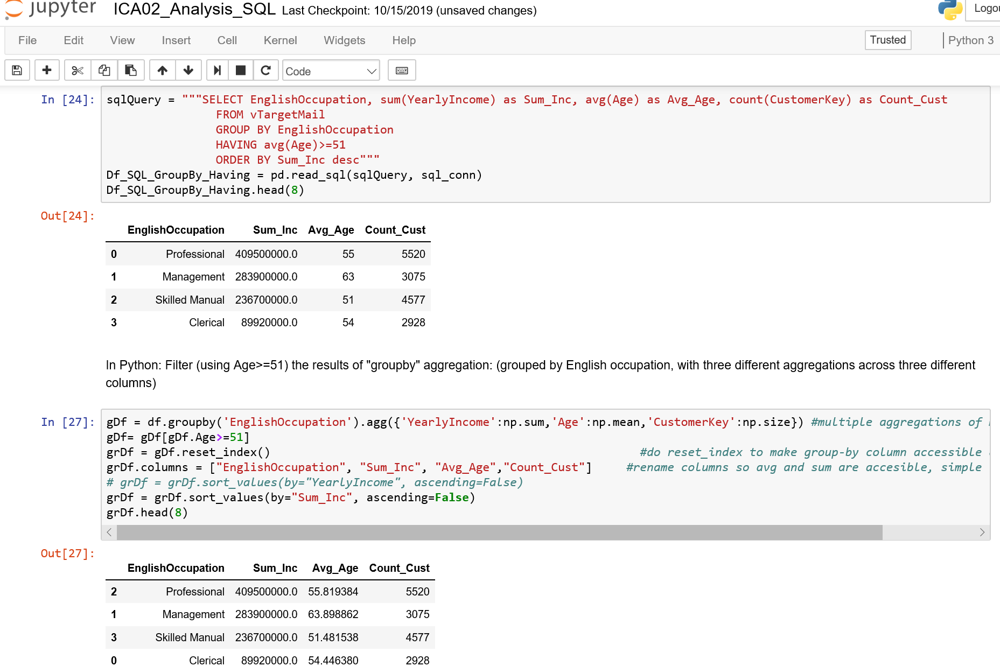 jupyter ICA02_Analysis_SQL Last Checkpoint: 10/15/2019 (unsaved changes)
File Edit View Insert Cell Kernel Widgets Help Trusted Python 3
Code
In [24]: sqlQuery = """SELECT EnglishOccupation, sum(YearlyIncome) as Sum_Inc, avg(Age) as Avg_Age, count(CustomerKey) as Count_Cust
FROM vTargetMail
GROUP BY EnglishOccupation
HAVING avg(Age)>=51
ORDER BY Sum_Inc desc"""
Df_SQL_GroupBy_Having = pd.read_sql(sqlQuery, sql_conn)
Df_SQL_GroupBy_Having.head(8)
Out[24]:
EnglishOccupation Sum_Inc Avg_Age Count_Cust
0 Professional 409500000.0 55 5520
1 Management 283900000.0 63 3075
2 Skilled Manual 236700000.0 51 4577
3 Clerical 89920000.0 54 2928
In Python: Filter (using Age>=51) the results of "groupby" aggregation: (grouped by English occupation, with three different aggregations across three different
columns)
In [27]: gDf = df.groupby('EnglishOccupation').agg({'YearlyIncome':np.sum,'Age':np.mean,'CustomerKey':np.size}) #multiple aggregations of
gDf= gDf[gDf.Age>=51]
grDf = gDf.reset_index() #do reset_index to make group-by column accessible
grDf.columns = ["EnglishOccupation", "Sum_Inc", "Avg_Age","Count_Cust"] #rename columns so avg and sum are accesible, simple
# grDf = grDf.sort_values(by="YearlyIncome", ascending=False)
grDf = grDf.sort_values(by="Sum_Inc", ascending=False)
grDf.head(8)
Out[27]:
EnglishOccupation Sum_Inc Avg_Age Count_Cust
2 Professional 409500000.0 55.819384 5520
1 Management 283900000.0 63.898862 3075
3 Skilled Manual 236700000.0 51.481538 4577
0 Clerical 89920000.0 54.446380 2928